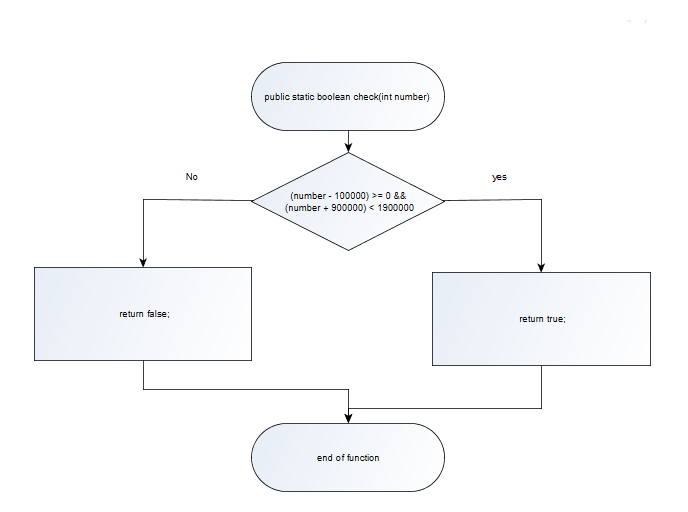 public static boolean check(int number)
No
yes
(number - 100000) >= 0 &&
(number + 900000) < 1900000
return false;
return true;
end of function